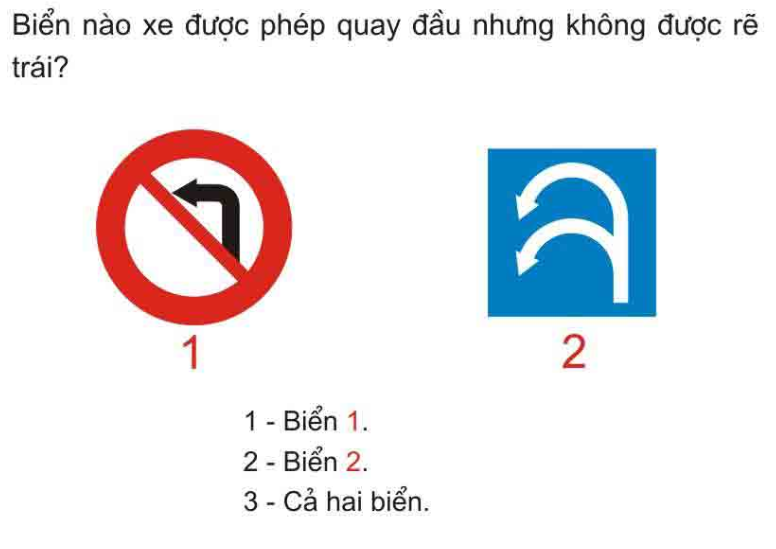 Biển nào xe được phép quay đầu nhưng không được rẽ
trái?
1
2
1 - Biển 1.
2 - Biển 2.
3 - Cả hai biển.